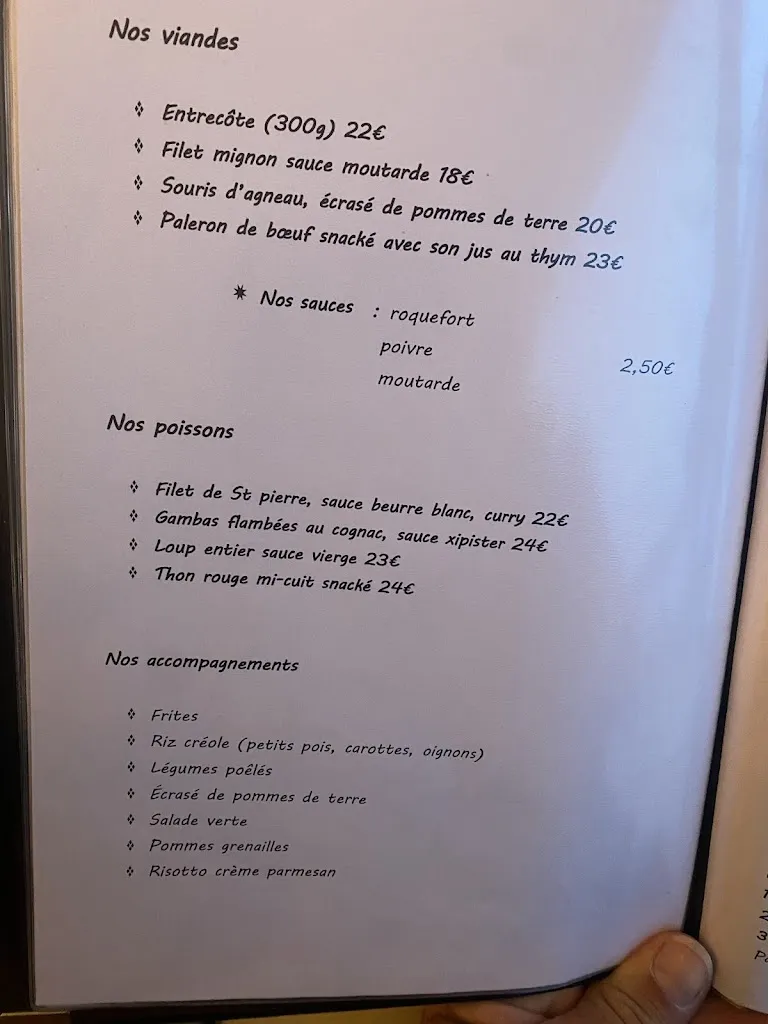 Nos viandes
❖ Entrecôte (300g) 22€
❖ Filet mignon sauce moutarde 18€
❖ Souris d'agneau, écrasé de pommes de terre 20€
❖ Paleron de bœuf snacké avec son jus au thym 23€
✷ Nos sauces : roquefort
poivre
2,50€
moutarde
Nos poissons
❖ Filet de St pierre, sauce beurre blanc, curry 22€
❖ Gambas flambées au cognac, sauce xipister 24€
❖ Loup entier sauce vierge 23€
❖ Thon rouge mi-cuit snacké 24€
Nos accompagnements
❖ Frites
❖ Riz créole (petits pois, carottes, oignons)
❖ Légumes poêlés
❖ Écrasé de pommes de terre
❖ Salade verte
❖ Pommes grenailles
❖ Risotto crème parmesan